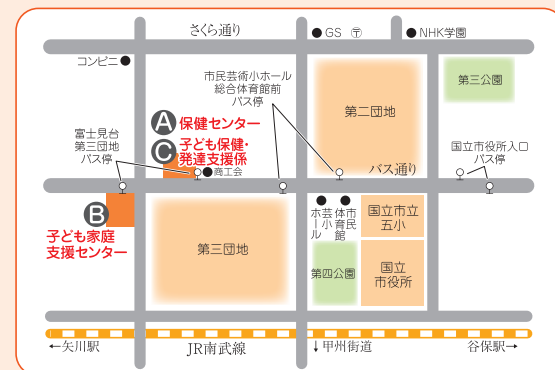 さくら通り
GS 〒
NHK学園
コンビニ
市民芸術小ホール
総合体育館前
バス停
第三公園
第二団地
A 保健センター
富士見台
第三団地
バス停
C 子ども保健・
発達支援係
商工会
国立市役所入口
バス停
バス通り
B
子ども家庭
支援センター
第三団地
芸小
ホール
市民
体育館
国立市立
五小
第四公園
国立
市役所
←矢川駅
JR南武線
↓甲州街道
谷保駅→